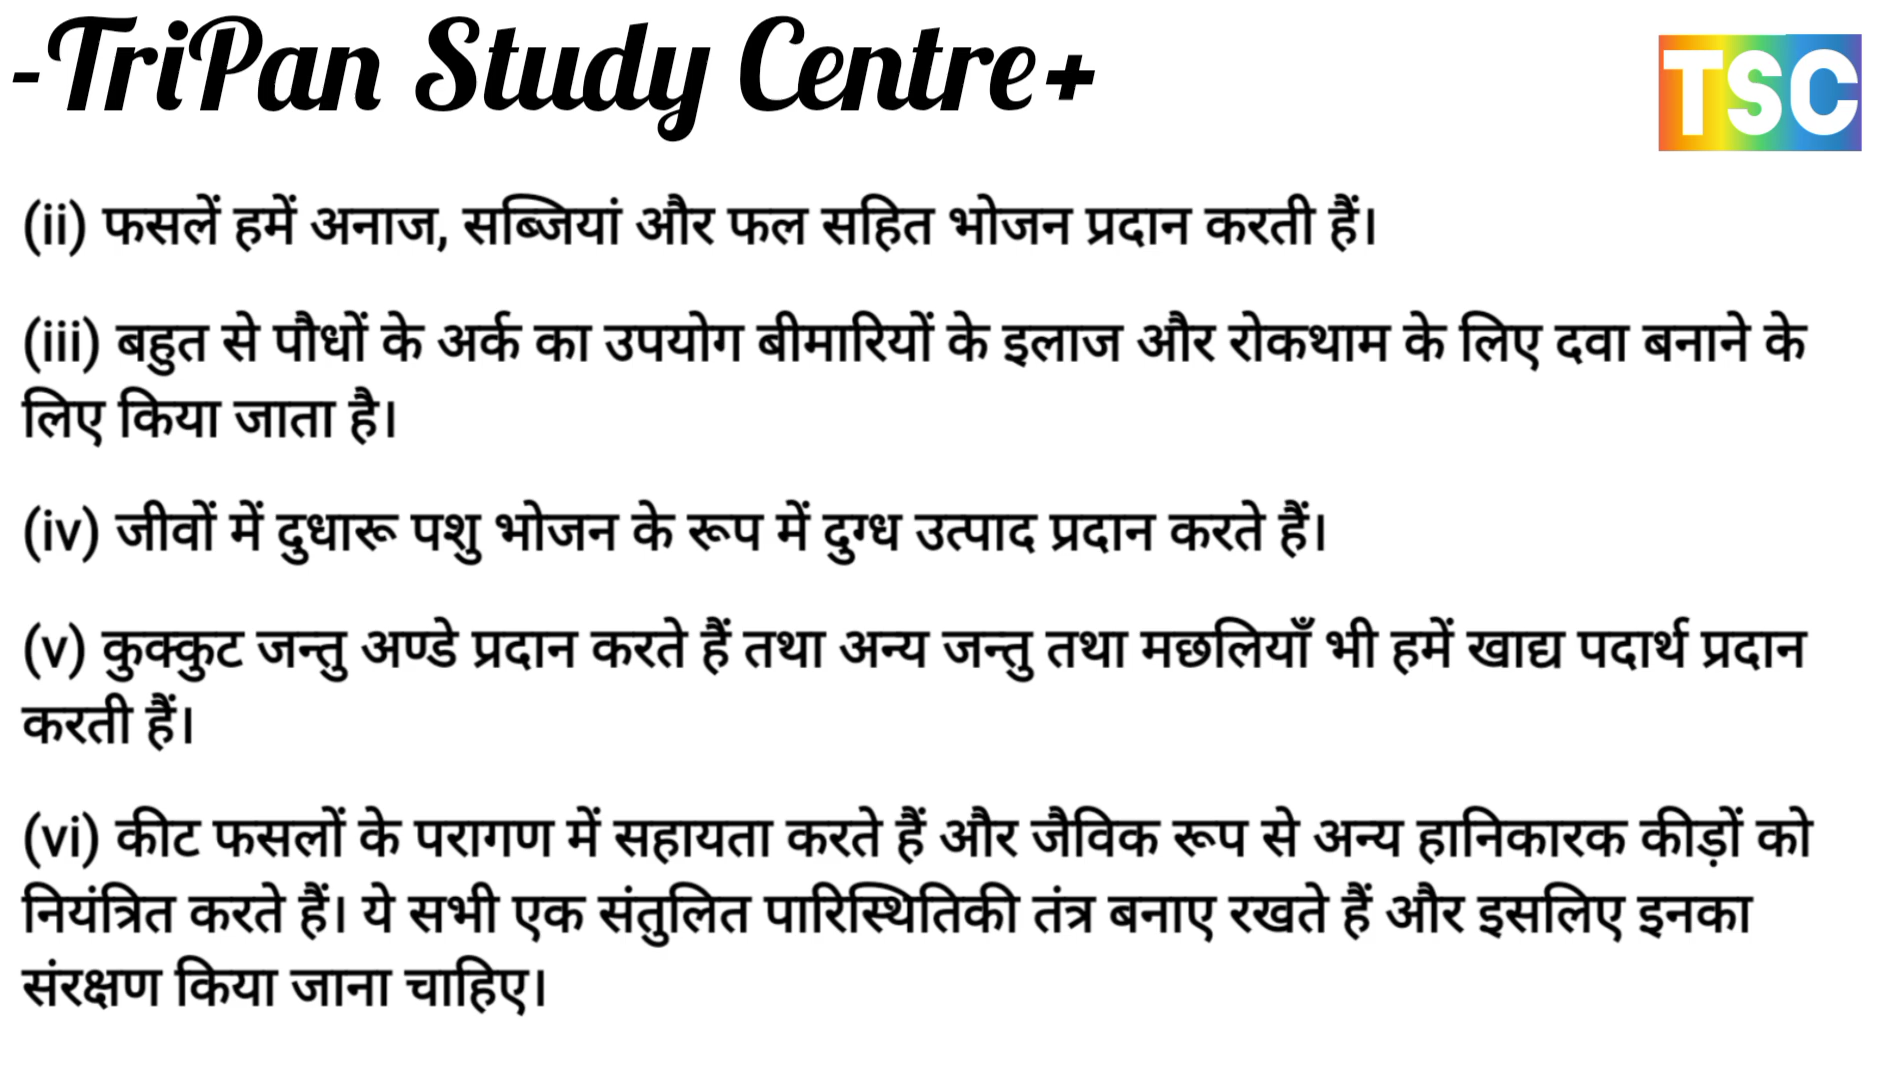 -TriPan Study Centre+
TSC
(ii) फसलें हमें अनाज, सब्जियां और फल सहित भोजन प्रदान करती हैं।
(iii) बहुत से पौधों के अर्क का उपयोग बीमारियों के इलाज और रोकथाम के लिए दवा बनाने के
लिए किया जाता है।
(iv) जीवों में दुधारू पशु भोजन के रूप में दुग्ध उत्पाद प्रदान करते हैं।
(v) कुक्कुट जन्तु अण्डे प्रदान करते हैं तथा अन्य जन्तु तथा मछलियाँ भी हमें खाद्य पदार्थ प्रदान
करती हैं।
(vi) कीट फसलों के परागण में सहायता करते हैं और जैविक रूप से अन्य हानिकारक कीड़ों को
नियंत्रित करते हैं। ये सभी एक संतुलित पारिस्थितिकी तंत्र बनाए रखते हैं और इसलिए इनका
संरक्षण किया जाना चाहिए।